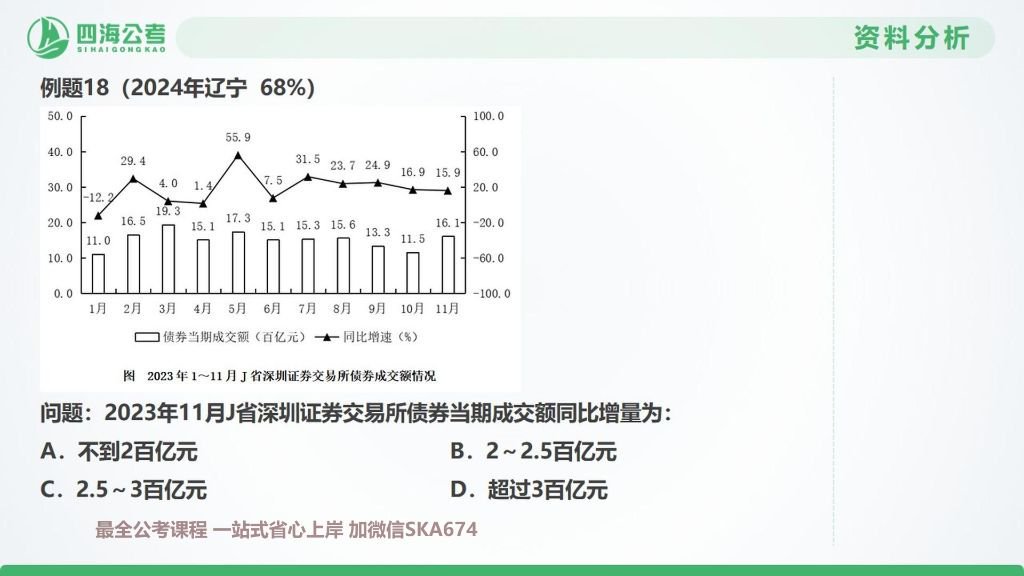 四海公考
SIHAIGONGKAO
资料分析
例题18（2024年辽宁 68%）
50.0 100.0
55.9
40.0 60.0
29.4 31.5 23.7 24.9
16.9 15.9
30.0 -12.2 4.0 1.4 7.5 20.0
19.3
20.0 16.5 15.1 17.3 15.1 15.3 15.6 13.3 16.1 -20.0
11.0 11.5
10.0 -60.0
0.0 -100.0
1月 2月 3月 4月 5月 6月 7月 8月 9月 10月 11月
债券当期成交额（百亿元） 同比增速（%）
图 2023年1～11月J省深圳证券交易所债券成交额情况
问题：2023年11月J省深圳证券交易所债券当期成交额同比增量为：
A．不到2百亿元 B．2～2.5百亿元
C．2.5～3百亿元 D．超过3百亿元
最全公考课程 一站式省心上岸 加微信SKA674